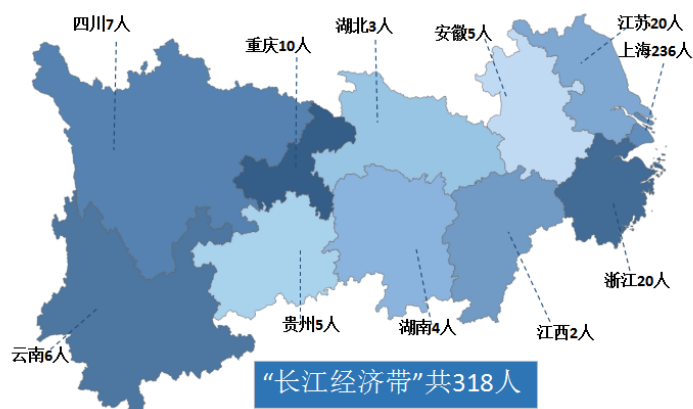 四川7人
重庆10人
湖北3人
安徽5人
江苏20人
上海236人
浙江20人
江西2人
湖南4人
贵州5人
云南6人
“长江经济带”共318人